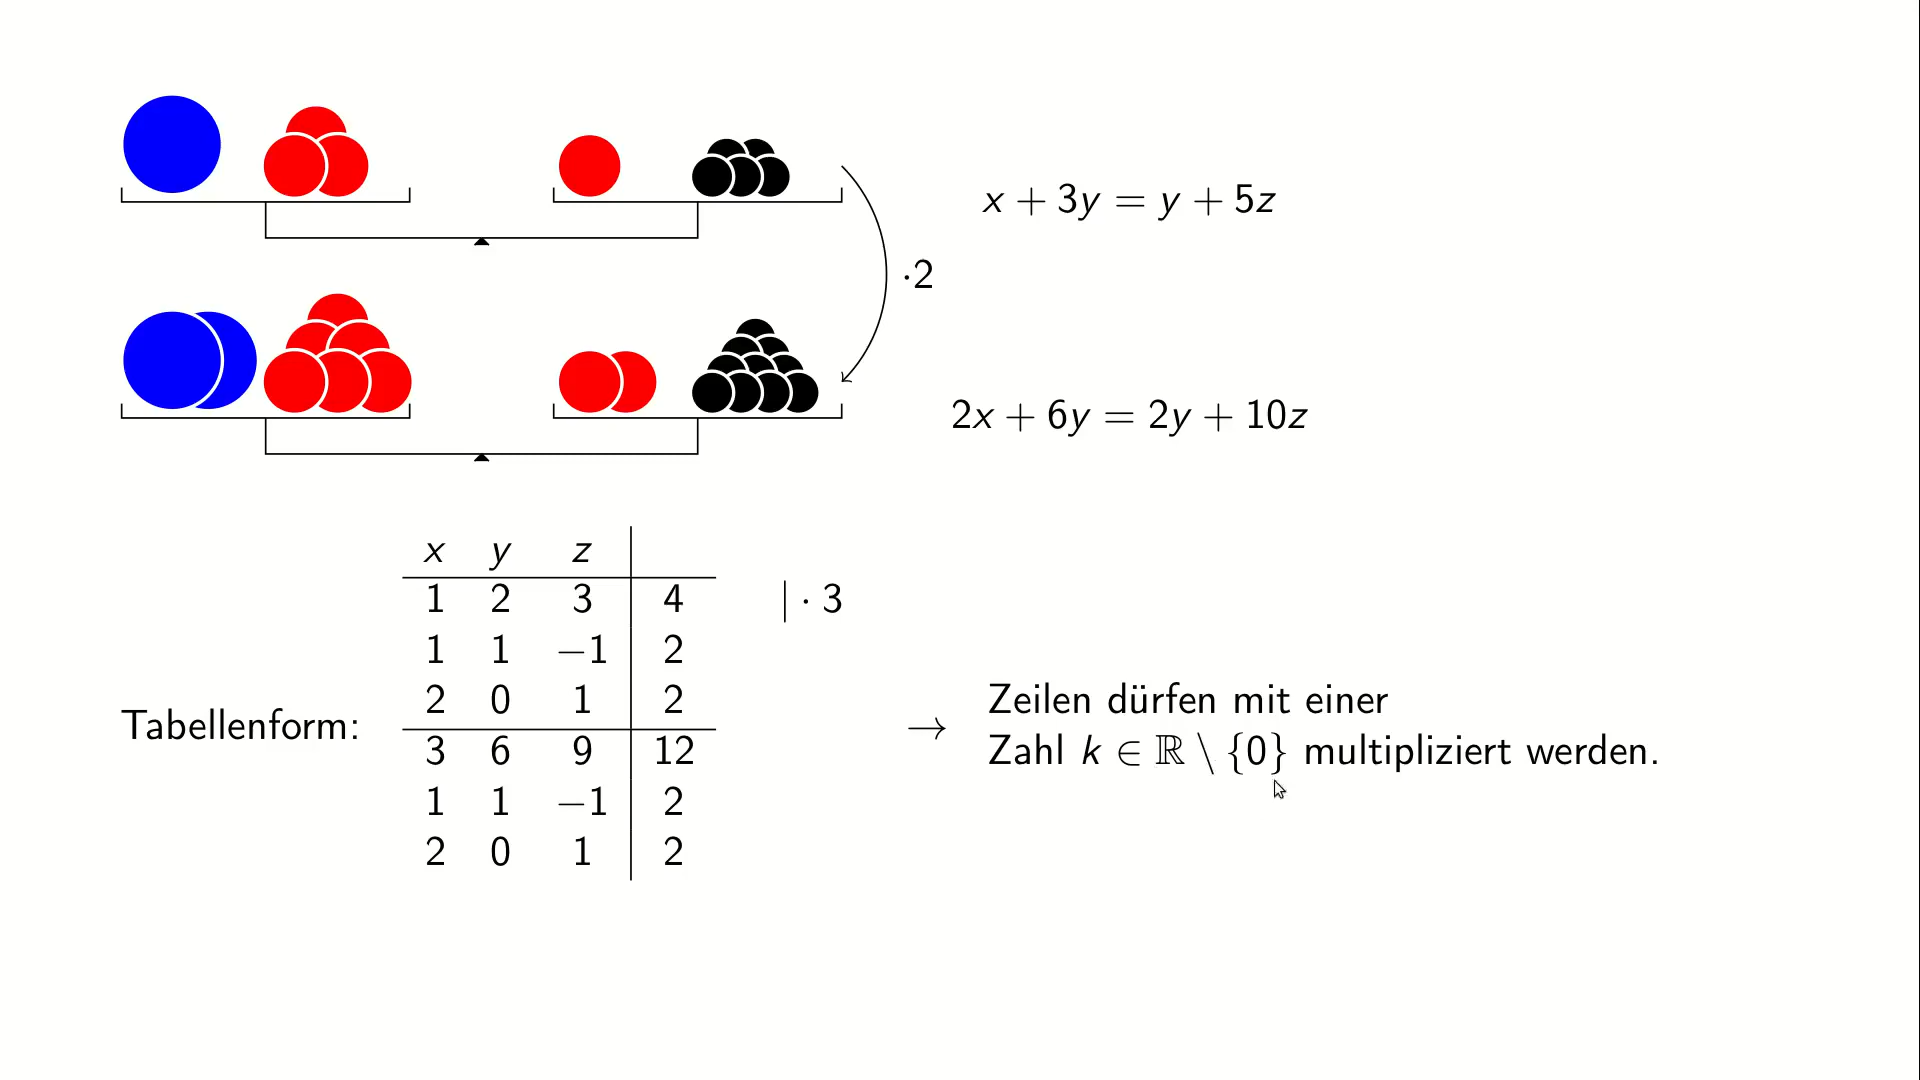 x + 3y = y + 5z
·2
2x + 6y = 2y + 10z
Tabellenform:
x y z
1 2 3 4 | · 3
1 1 −1 2
2 0 1 2
3 6 9 12
1 1 −1 2
2 0 1 2
→ Zeilen dürfen mit einer
Zahl k ∈ ℝ \ {0} multipliziert werden.